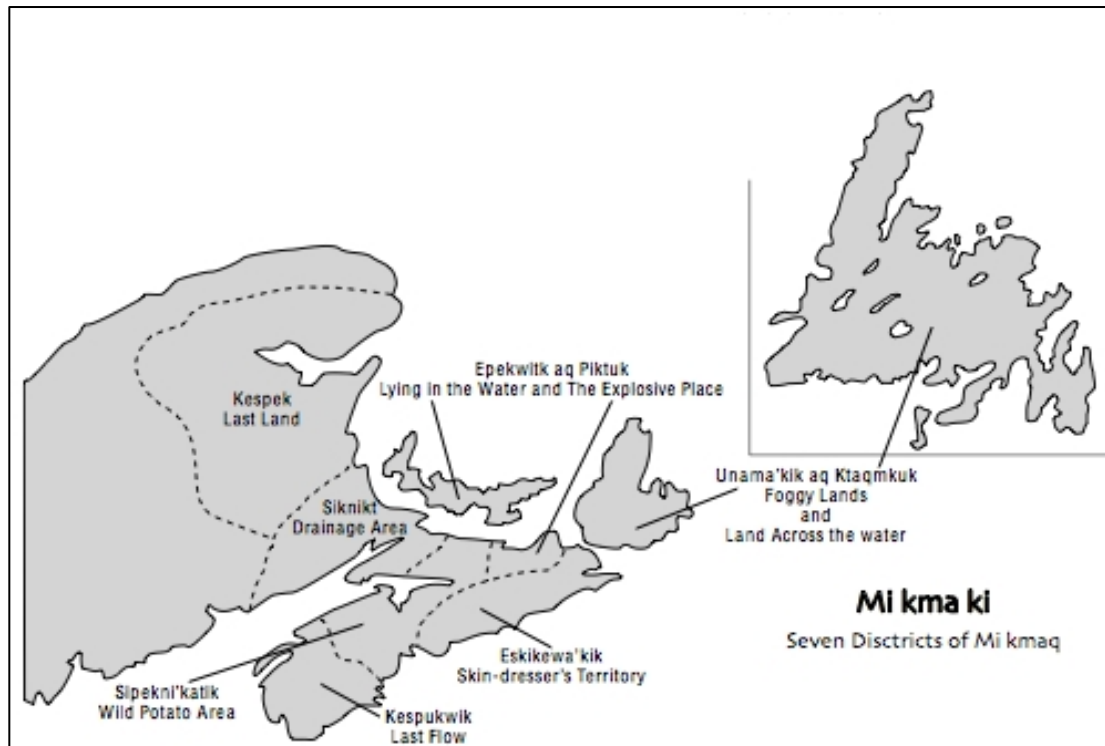 Epekwitk aq Piktuk
Lying in the Water and The Explosive Place
Kespek
Last Land
Unama'kik aq Ktaqmkuk
Foggy Lands
and
Land Across the water
Siknikt
Drainage Area
Mi kma ki
Seven Disctricts of Mi kmaq
Eskikewa'kik
Skin-dresser's Territory
Sipekni'katik
Wild Potato Area
Kespukwik
Last Flow